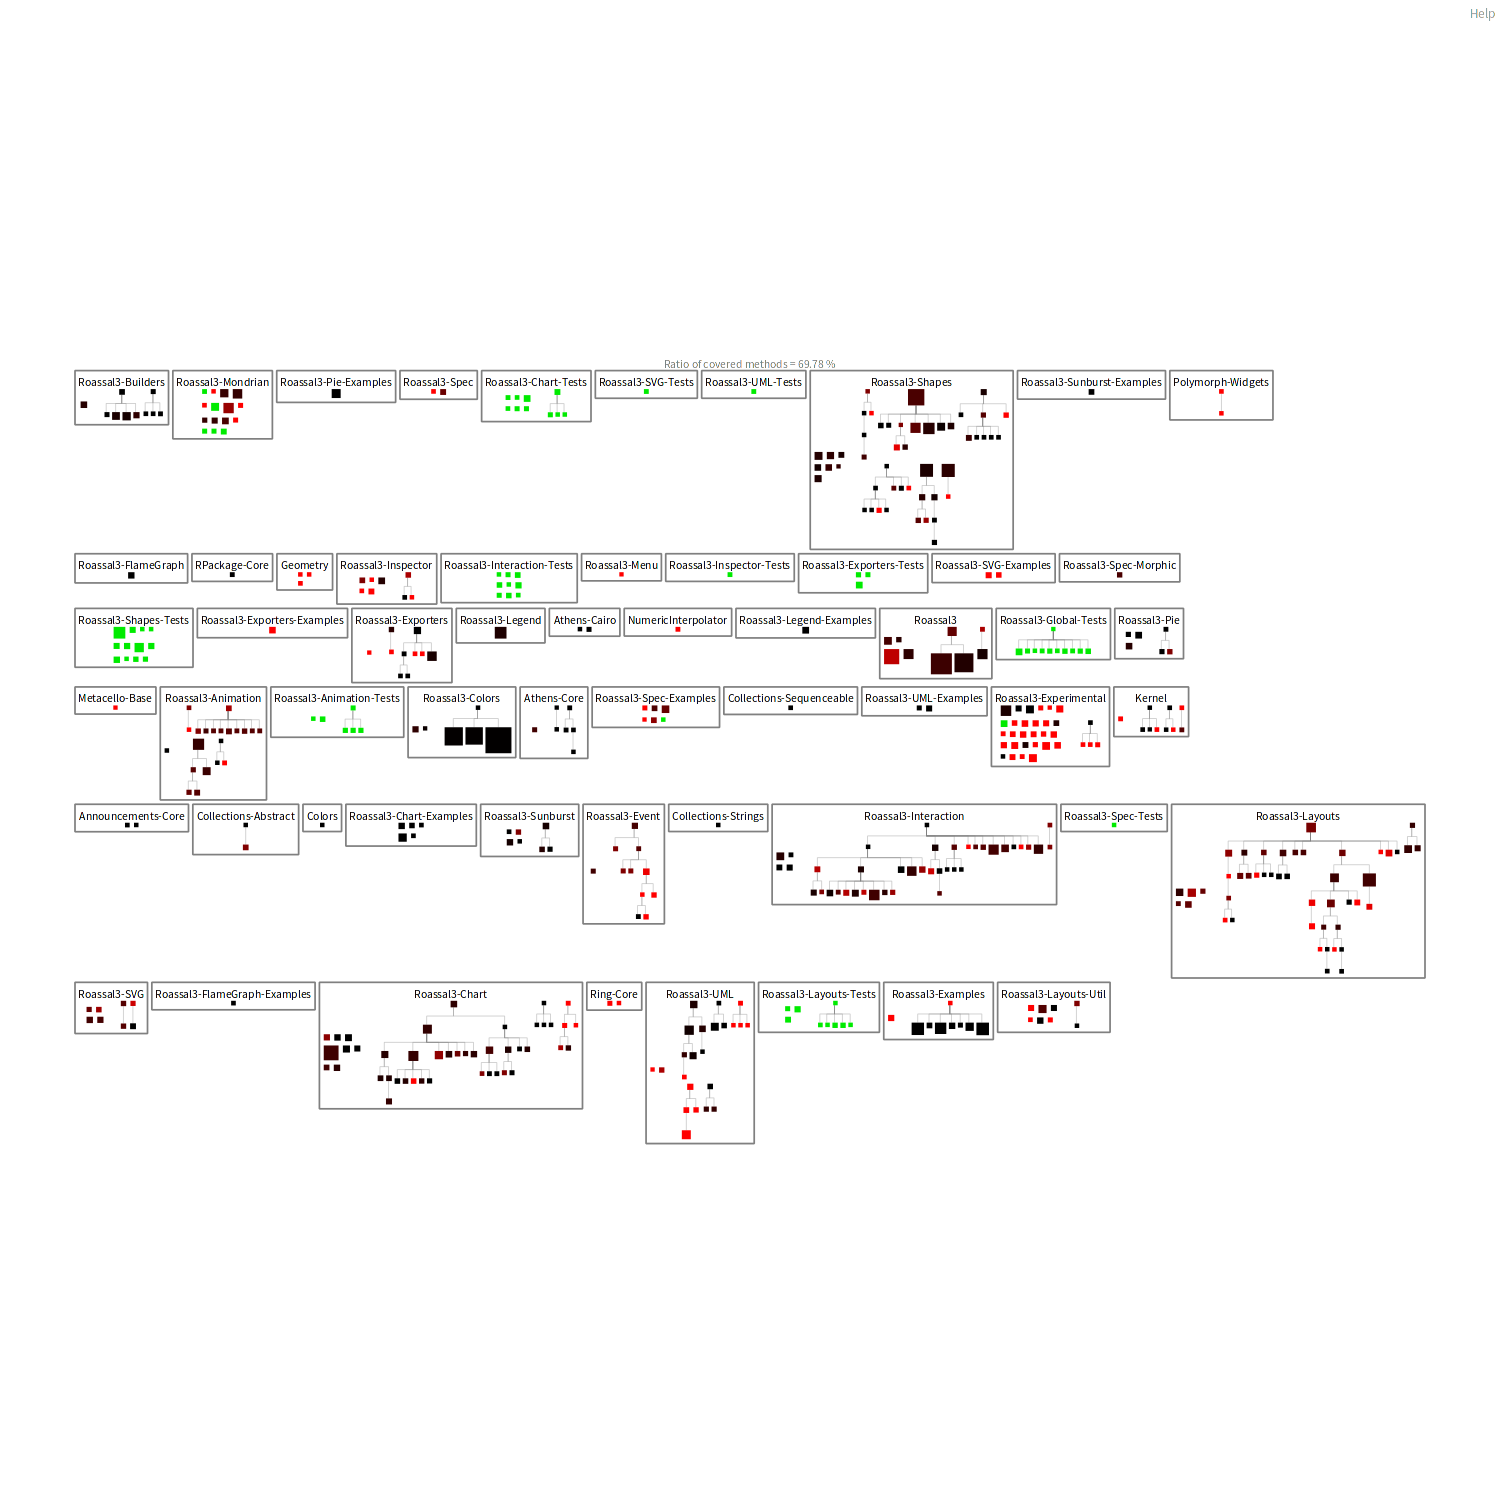 Help
Ratio of covered methods = 69.78 %
Roassal3-Builders
Roassal3-Mondrian
Roassal3-Pie-Examples
Roassal3-Spec
Roassal3-Chart-Tests
Roassal3-SVG-Tests
Roassal3-UML-Tests
Roassal3-Shapes
Roassal3-Sunburst-Examples
Polymorph-Widgets
Roassal3-FlameGraph
RPackage-Core
Geometry
Roassal3-Inspector
Roassal3-Interaction-Tests
Roassal3-Menu
Roassal3-Inspector-Tests
Roassal3-Exporters-Tests
Roassal3-SVG-Examples
Roassal3-Spec-Morphic
Roassal3-Shapes-Tests
Roassal3-Exporters-Examples
Roassal3-Exporters
Roassal3-Legend
Athens-Cairo
NumericInterpolator
Roassal3-Legend-Examples
Roassal3
Roassal3-Global-Tests
Roassal3-Pie
Metacello-Base
Roassal3-Animation
Roassal3-Animation-Tests
Roassal3-Colors
Athens-Core
Roassal3-Spec-Examples
Collections-Sequenceable
Roassal3-UML-Examples
Roassal3-Experimental
Kernel
Announcements-Core
Collections-Abstract
Colors
Roassal3-Chart-Examples
Roassal3-Sunburst
Roassal3-Event
Collections-Strings
Roassal3-Interaction
Roassal3-Spec-Tests
Roassal3-Layouts
Roassal3-SVG
Roassal3-FlameGraph-Examples
Roassal3-Chart
Ring-Core
Roassal3-UML
Roassal3-Layouts-Tests
Roassal3-Examples
Roassal3-Layouts-Util